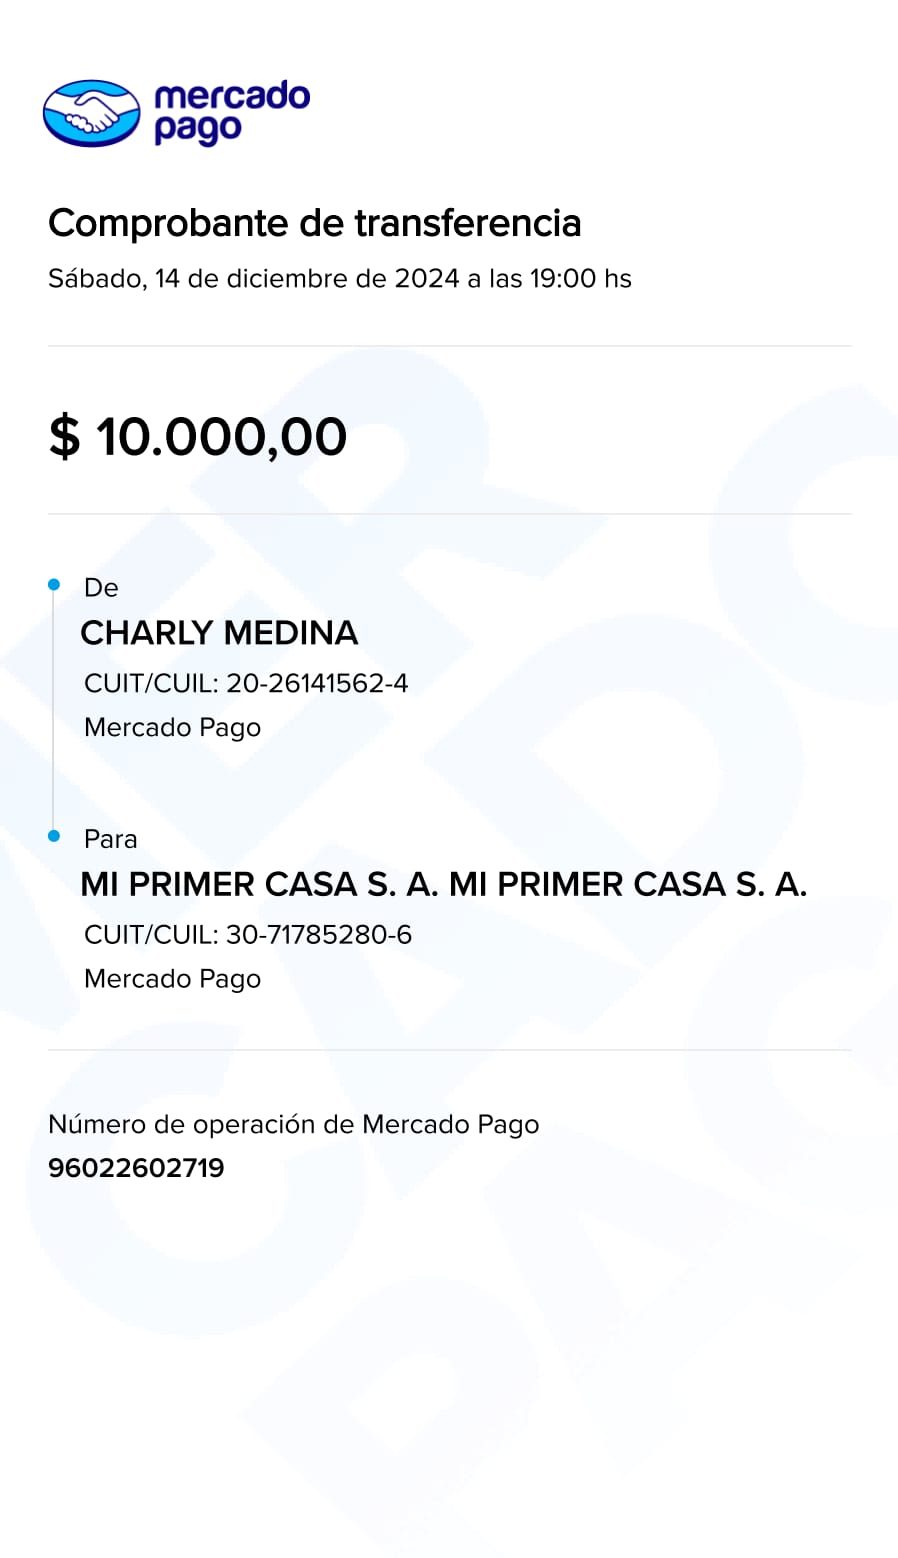 mercado
pago
Comprobante de transferencia
Sábado, 14 de diciembre de 2024 a las 19:00 hs
$ 10.000,00
De
CHARLY MEDINA
CUIT/CUIL: 20-26141562-4
Mercado Pago
Para
MI PRIMER CASA S. A. MI PRIMER CASA S. A.
CUIT/CUIL: 30-71785280-6
Mercado Pago
Número de operación de Mercado Pago
96022602719
MERCADO
PAGO